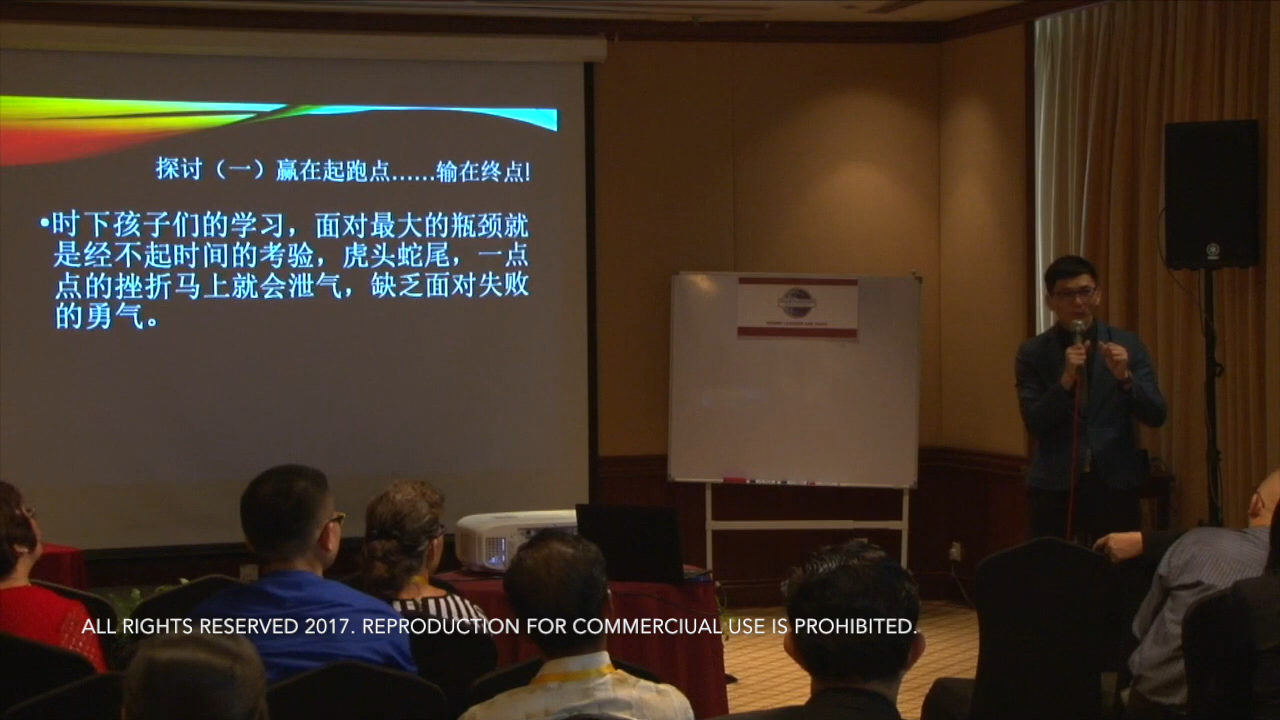 探讨（一）赢在起跑点......输在终点!
•时下孩子们的学习，面对最大的瓶颈就
是经不起时间的考验，虎头蛇尾，一点
点的挫折马上就会泄气，缺乏面对失败
的勇气。
ALL RIGHTS RESERVED 2017. REPRODUCTION FOR COMMERCIUAL USE IS PROHIBITED.